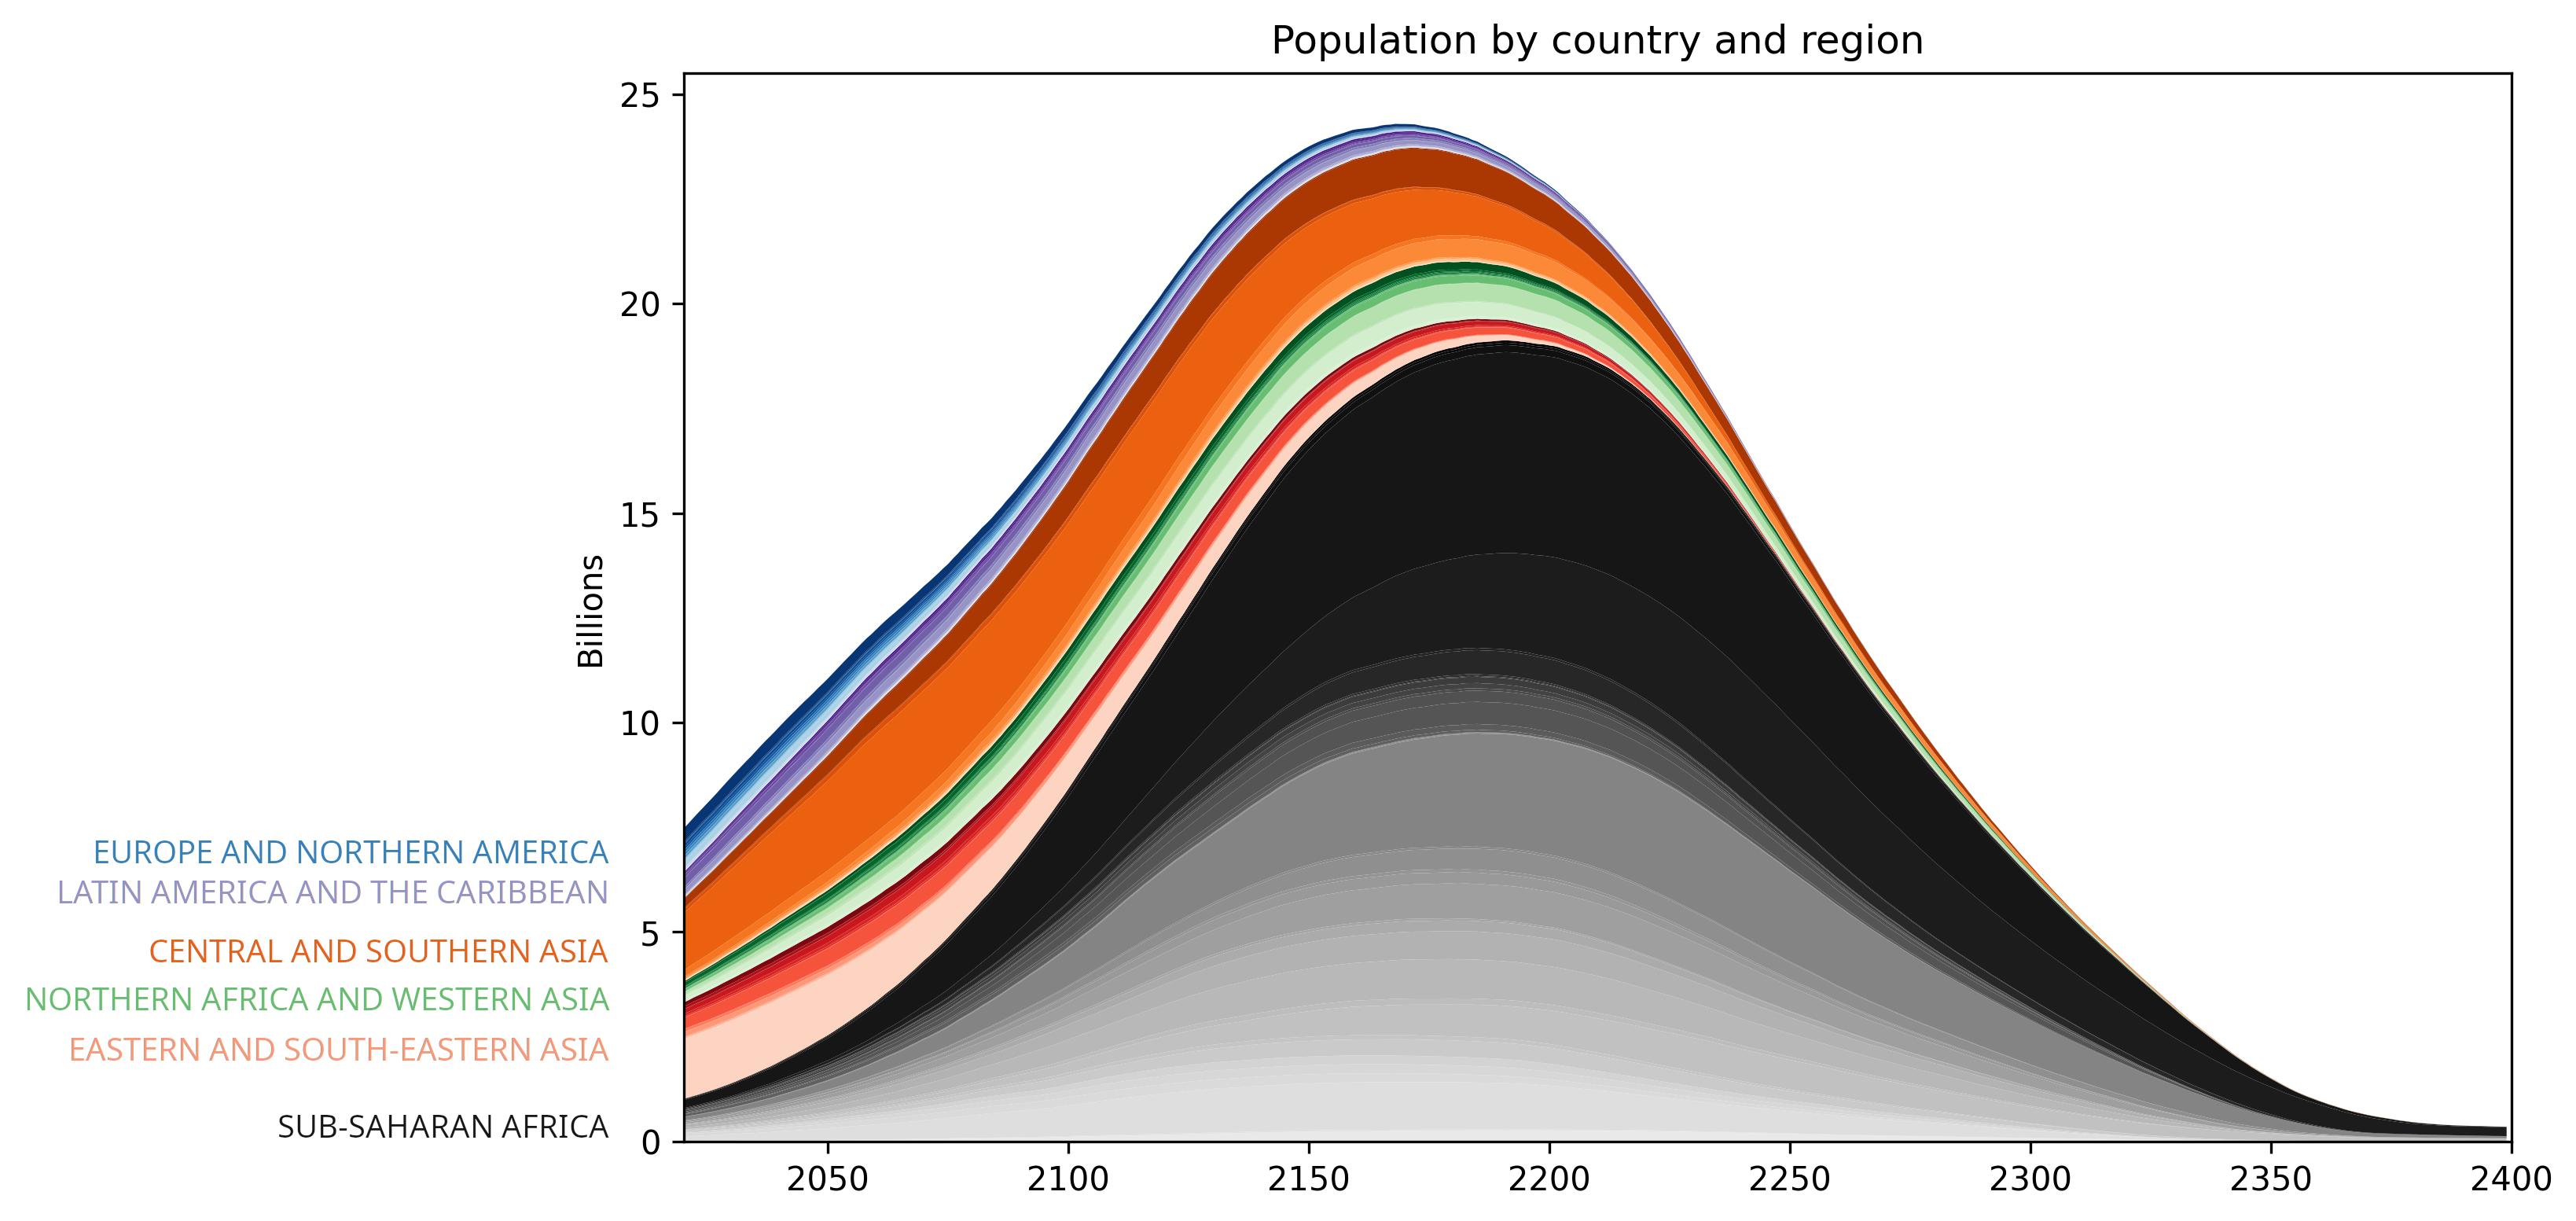 Population by country and region
25
20
15
10
5
0
Billions
EUROPE AND NORTHERN AMERICA
LATIN AMERICA AND THE CARIBBEAN
CENTRAL AND SOUTHERN ASIA
NORTHERN AFRICA AND WESTERN ASIA
EASTERN AND SOUTH-EASTERN ASIA
SUB-SAHARAN AFRICA
2050 2100 2150 2200 2250 2300 2350 2400